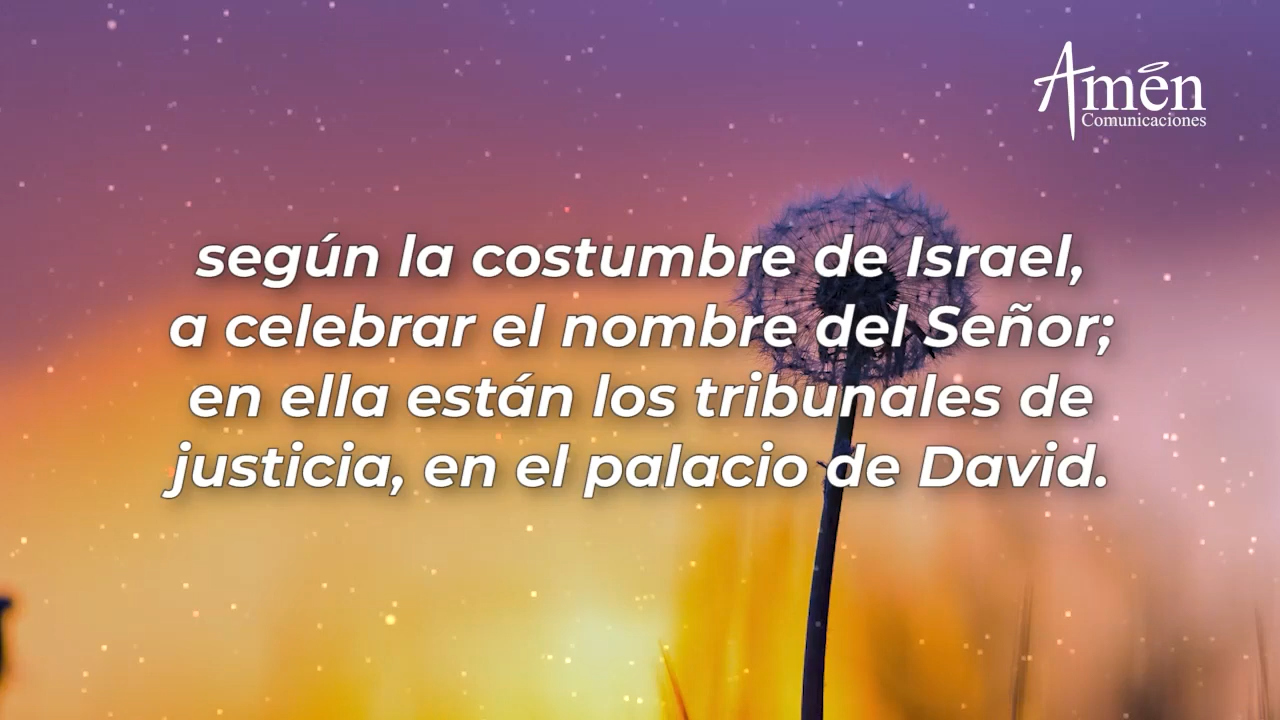 Amén
Comunicaciones
según la costumbre de Israel,
a celebrar el nombre del Señor;
en ella están los tribunales de
justicia, en el palacio de David.